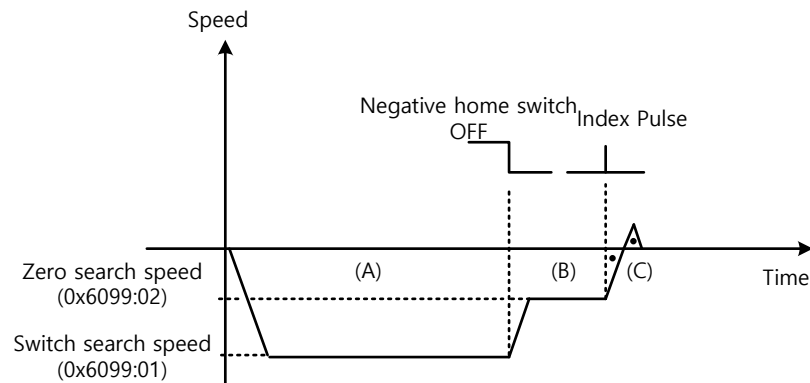 Speed
Negative home switch
OFF
Index Pulse
(A)
(B)
(C)
Zero search speed
(0x6099:02)
Time
Switch search speed
(0x6099:01)